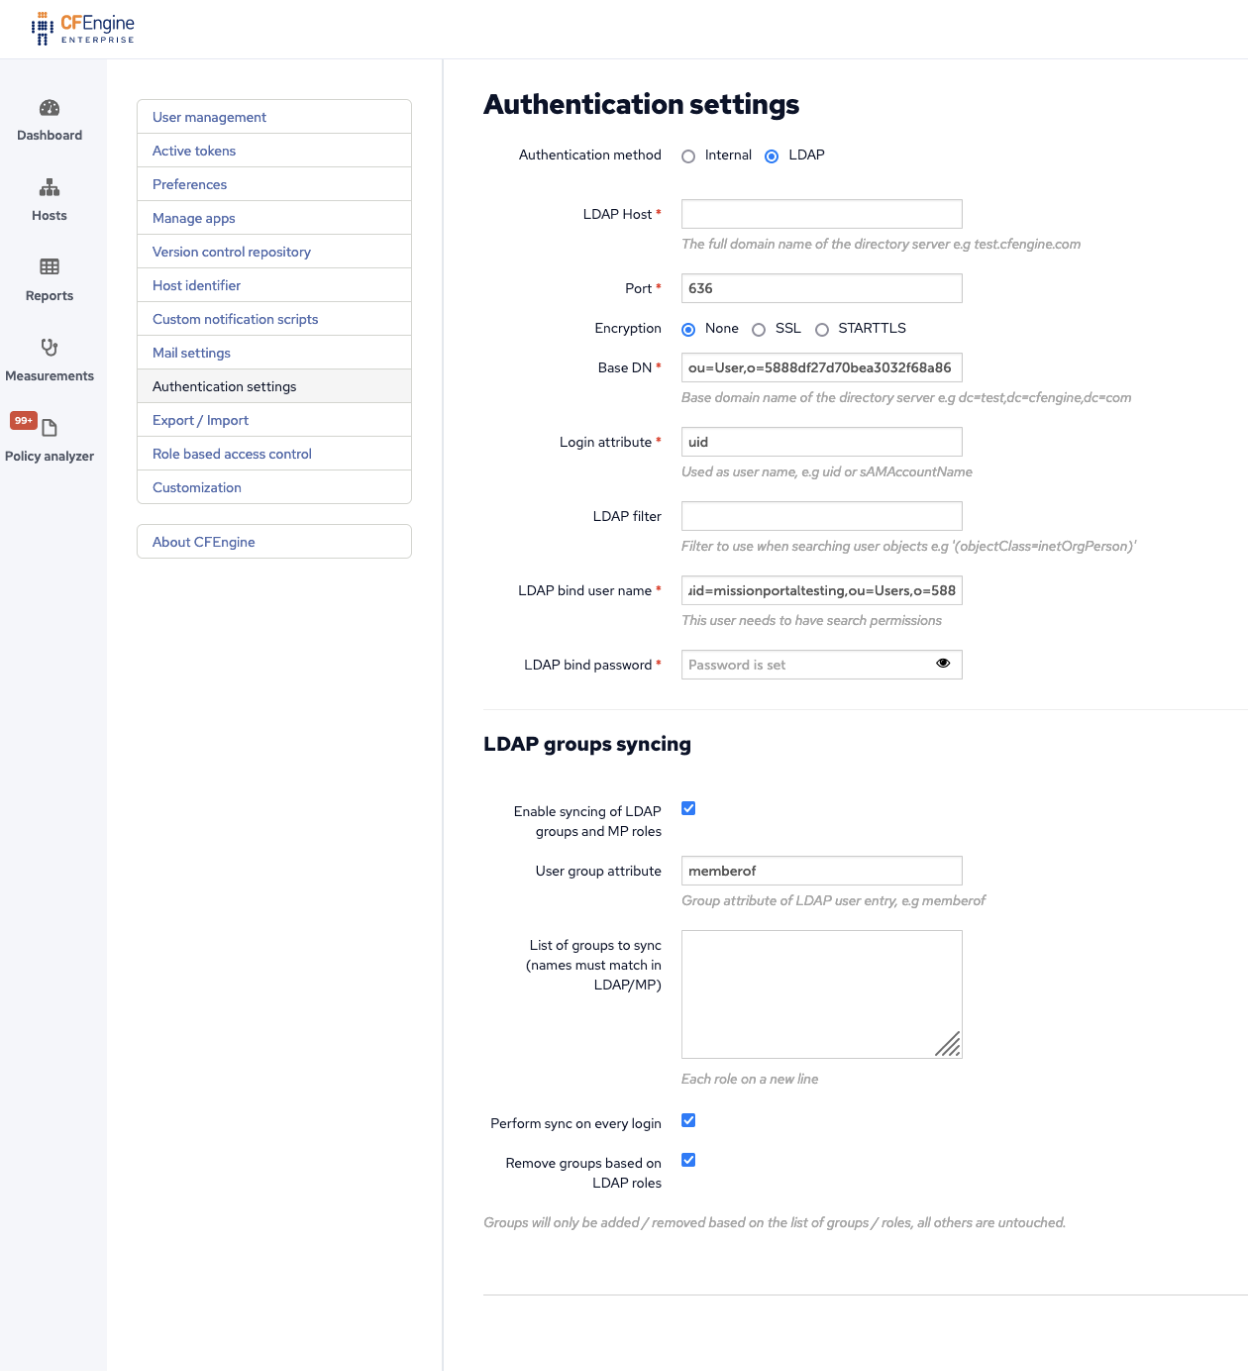 CFEngine
ENTERPRISE
Dashboard
Hosts
Reports
Measurements
99+
Policy analyzer
User management
Active tokens
Preferences
Manage apps
Version control repository
Host identifier
Custom notification scripts
Mail settings
Authentication settings
Export / Import
Role based access control
Customization
About CFEngine
Authentication settings
Authentication method Internal LDAP
LDAP Host *
The full domain name of the directory server e.g test.cfengine.com
Port * 636
Encryption None SSL STARTTLS
Base DN * ou=User,o=5888df27d70bea3032f68a86
Base domain name of the directory server e.g dc=test,dc=cfengine,dc=com
Login attribute * uid
Used as user name, e.g uid or sAMAccountName
LDAP filter
Filter to use when searching user objects e.g '(objectClass=inetOrgPerson)'
LDAP bind user name * uid=missionportaltesting,ou=Users,o=588
This user needs to have search permissions
LDAP bind password * Password is set
LDAP groups syncing
Enable syncing of LDAP
groups and MP roles
User group attribute memberof
Group attribute of LDAP user entry, e.g memberof
List of groups to sync
(names must match in
LDAP/MP)
Each role on a new line
Perform sync on every login
Remove groups based on
LDAP roles
Groups will only be added / removed based on the list of groups / roles, all others are untouched.